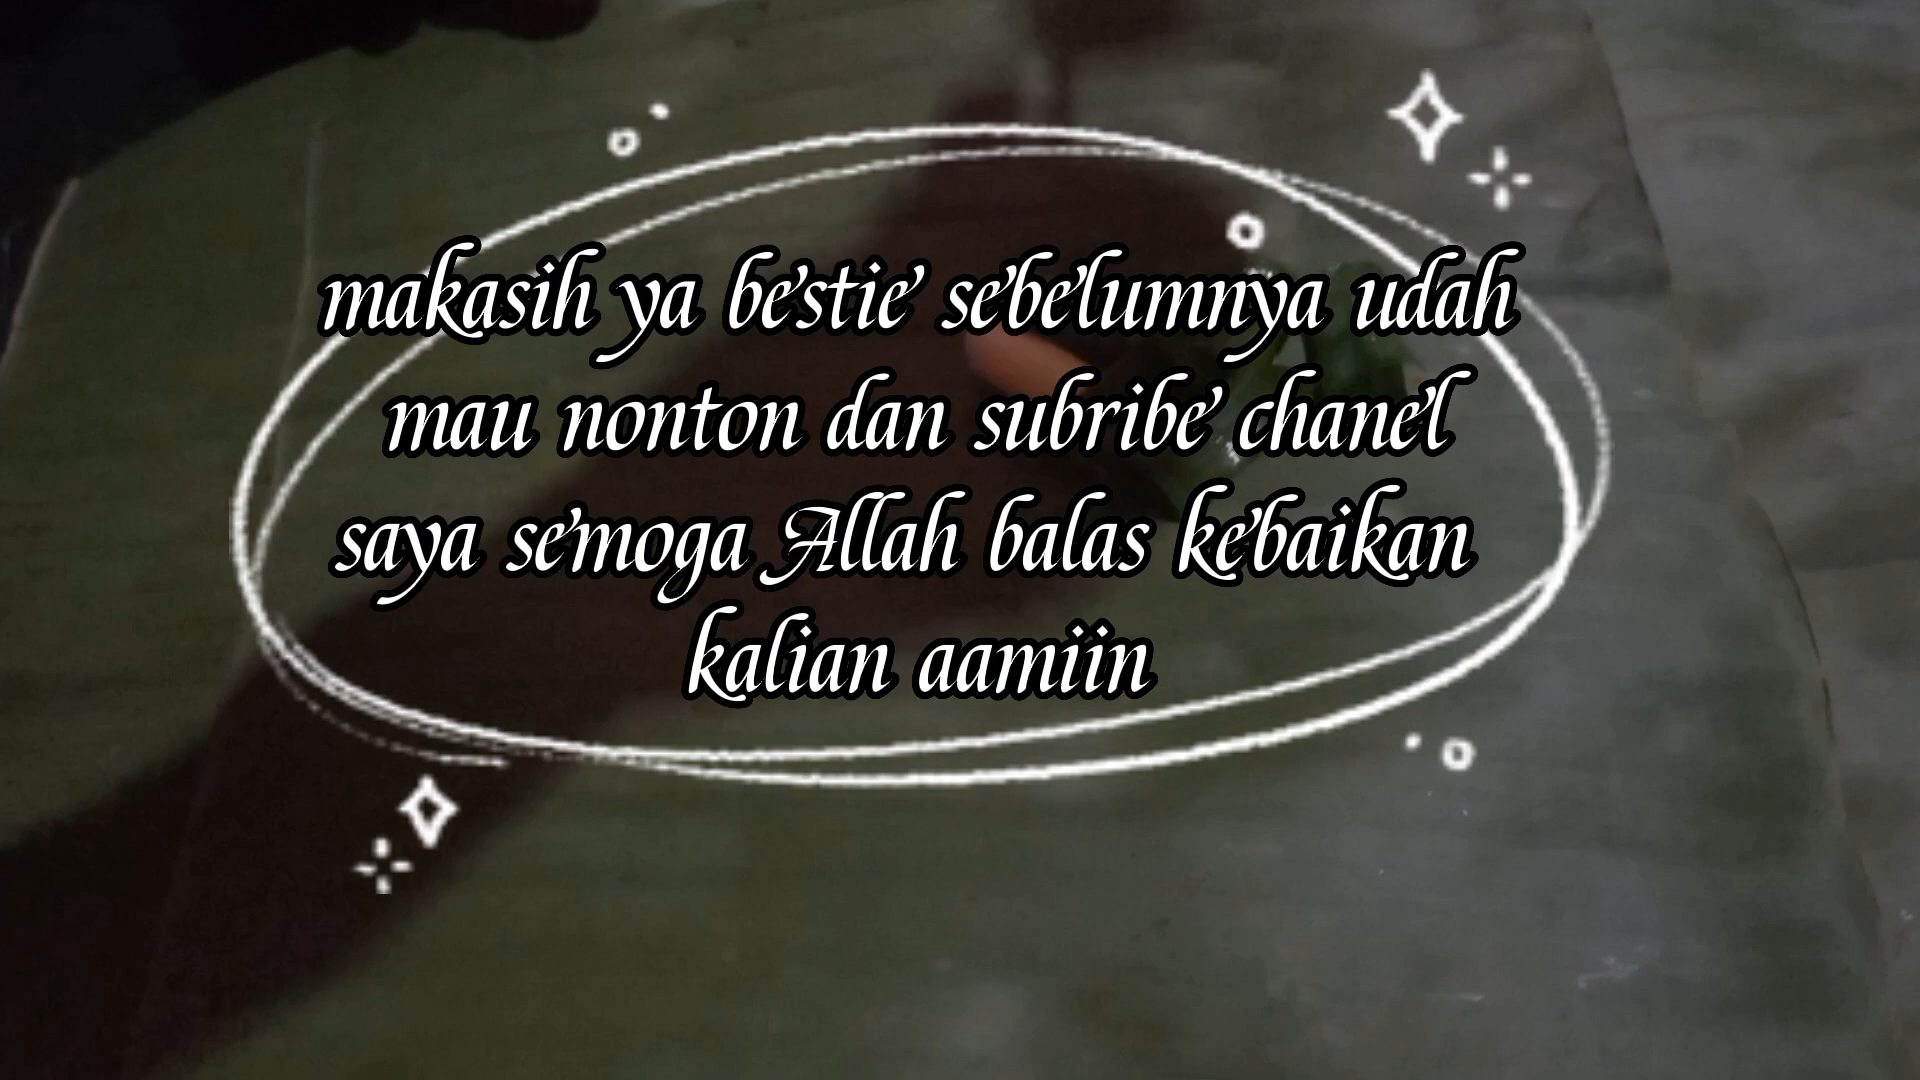 makasih ya bestie sebelumnya udah
mau nonton dan subribe chanel
saya semoga Allah balas kebaikan
kalian aamiin